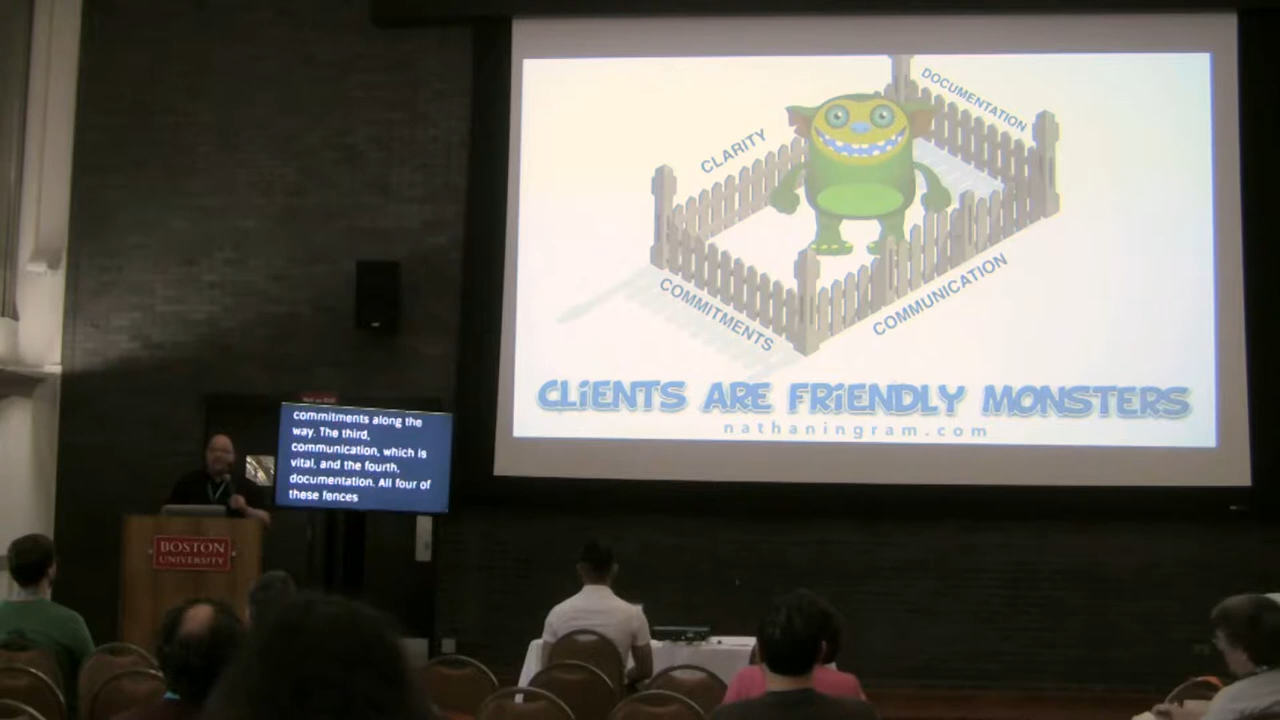 DOCUMENTATION
CLARITY
COMMITMENTS
COMMUNICATION
CLiENTS ARE FRiENDLY MONSTERS
nathaningram.com
commitments along the
way. The third,
communication, which is
vital, and the fourth,
documentation. All four of
these fences
BOSTON
UNIVERSITY